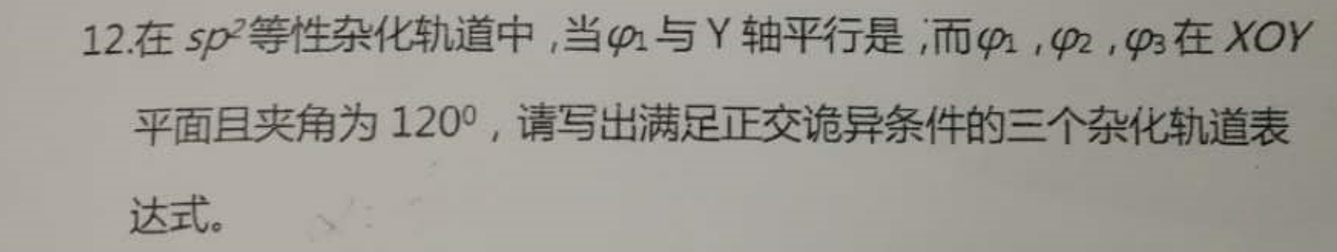 12.在 sp²等性杂化轨道中 ,当φ1与 Y 轴平行是 ,而φ1 ,φ2 ,φ3在 XOY
平面且夹角为 120⁰ , 请写出满足正交诡异条件的三个杂化轨道表
达式。